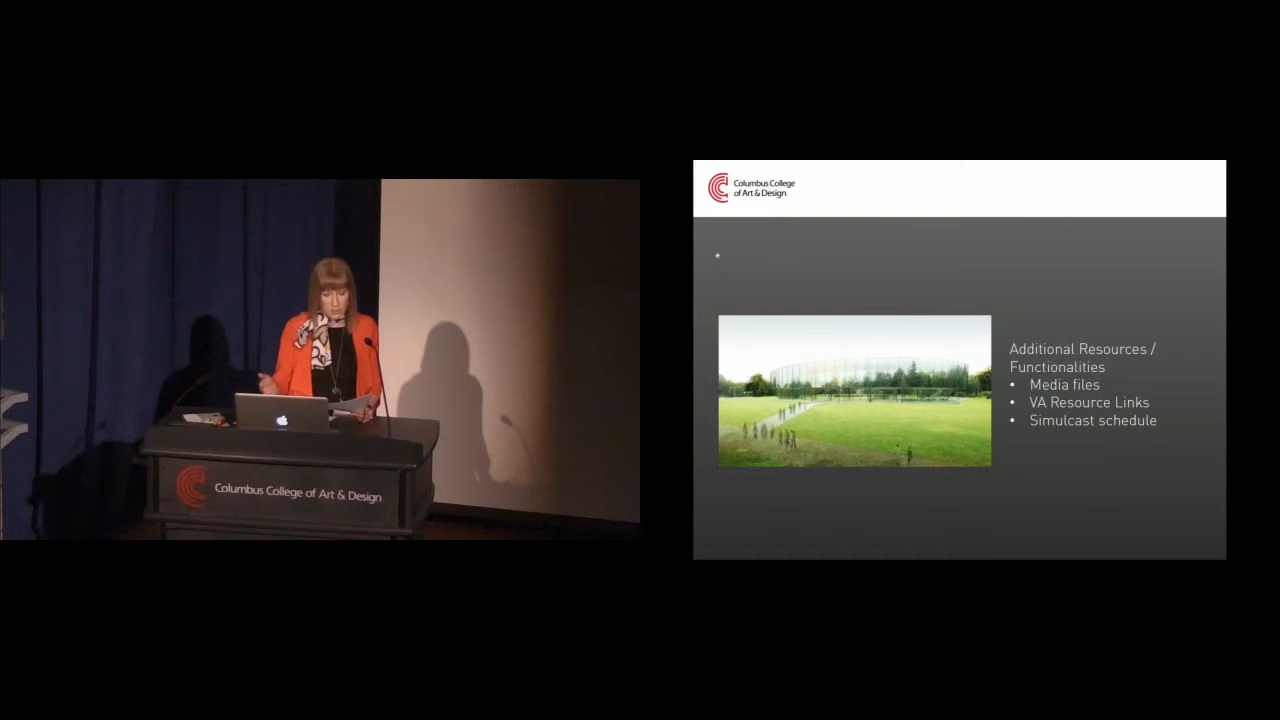 Columbus College of Art & Design
Columbus College
of Art & Design
*
Additional Resources /
Functionalities
• Media files
• VA Resource Links
• Simulcast schedule